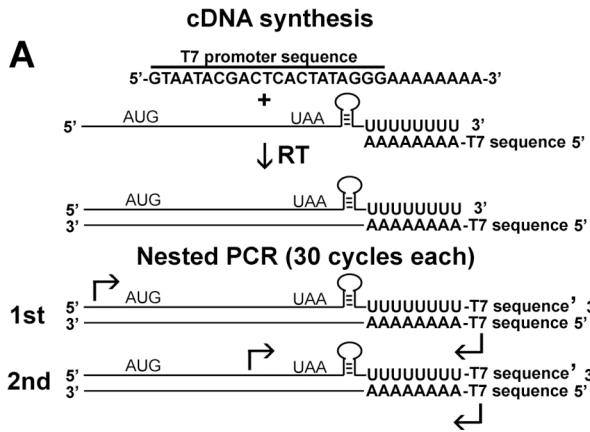 cDNA synthesis
A
T7 promoter sequence
5'-GTAATACGACTCACTATAGGGAAAAAAAA-3'
+
AUG UAA
5' UUUUUUUU 3'
AAAAAAAA-T7 sequence 5'
RT
AUG UAA
5' UUUUUUUU 3'
3' AAAAAAAA-T7 sequence 5'
Nested PCR (30 cycles each)
AUG UAA
1st 5' UUUUUUUU-T7 sequence' 3
3' AAAAAAAA-T7 sequence 5'
AUG UAA
2nd 5' UUUUUUUU-T7 sequence' 3
3' AAAAAAAA-T7 sequence 5'